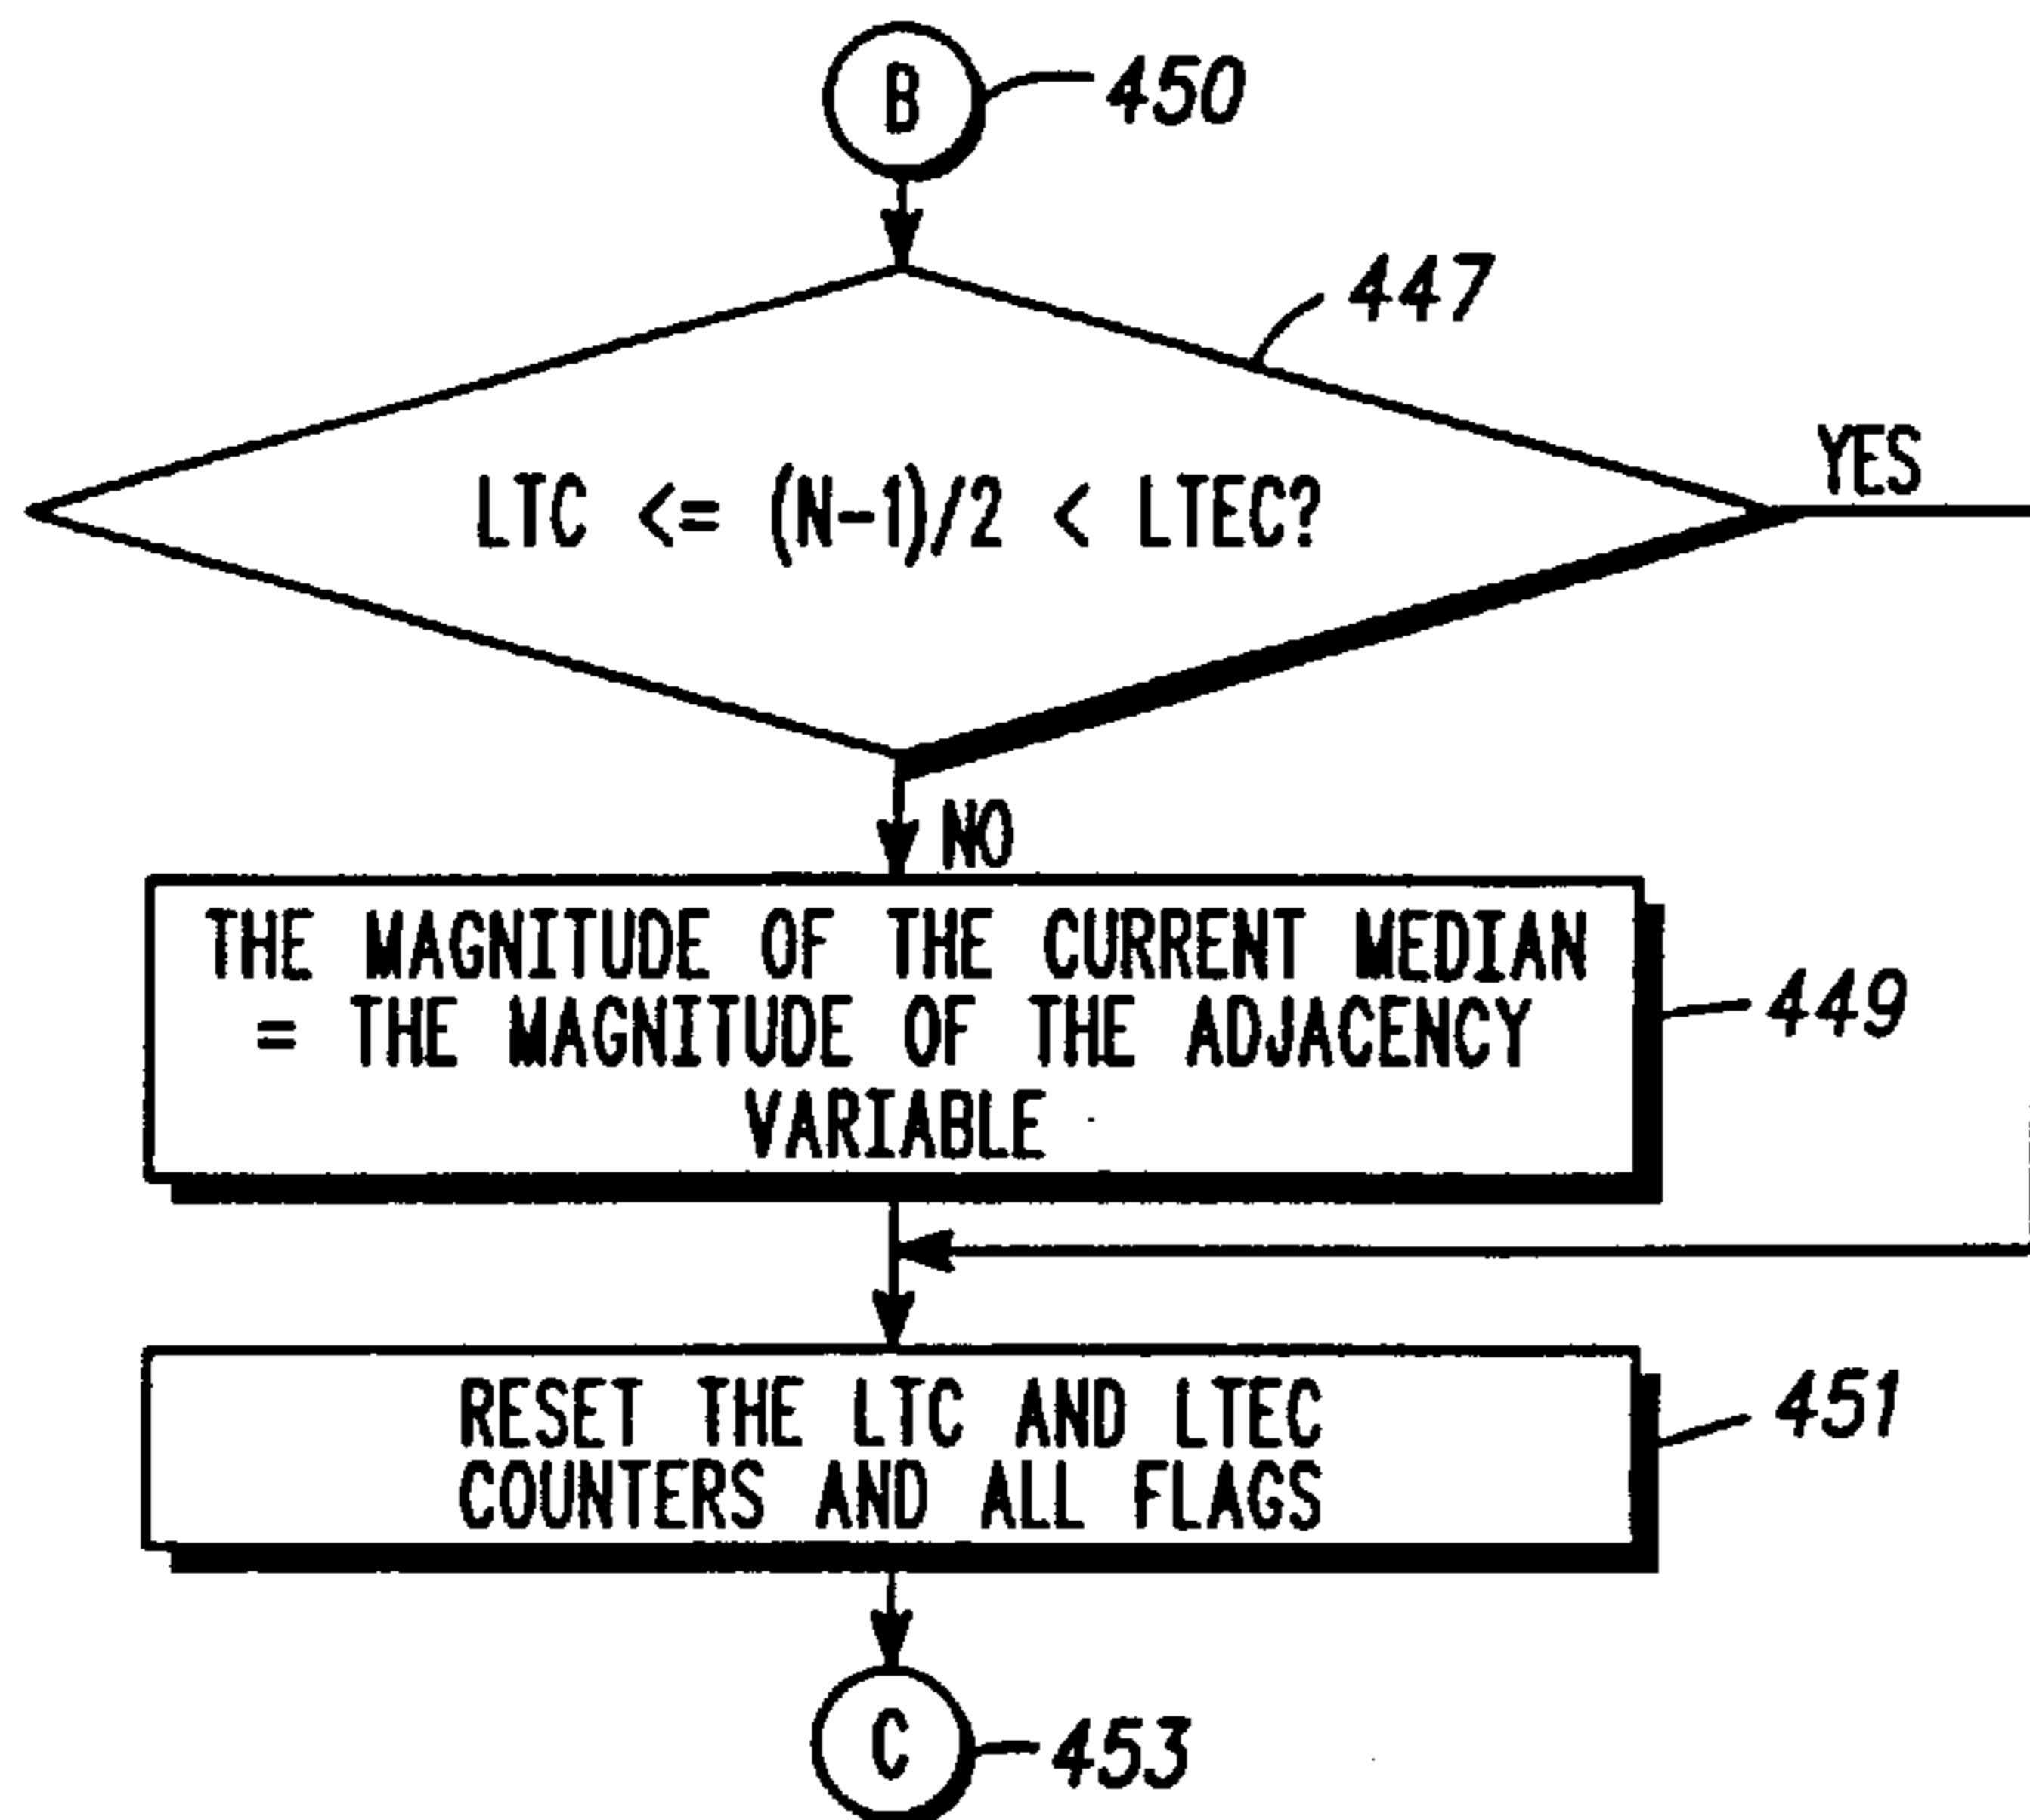 B
450
447
YES
LTC <= (N-1)/2 < LTEC?
NO
THE MAGNITUDE OF THE CURRENT MEDIAN
= THE MAGNITUDE OF THE ADJACENCY
VARIABLE
449
RESET THE LTC AND LTEC
COUNTERS AND ALL FLAGS
451
C
453